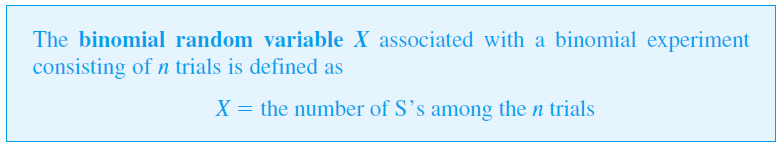 The binomial random variable X associated with a binomial experiment
consisting of n trials is defined as
X = the number of S’s among the n trials